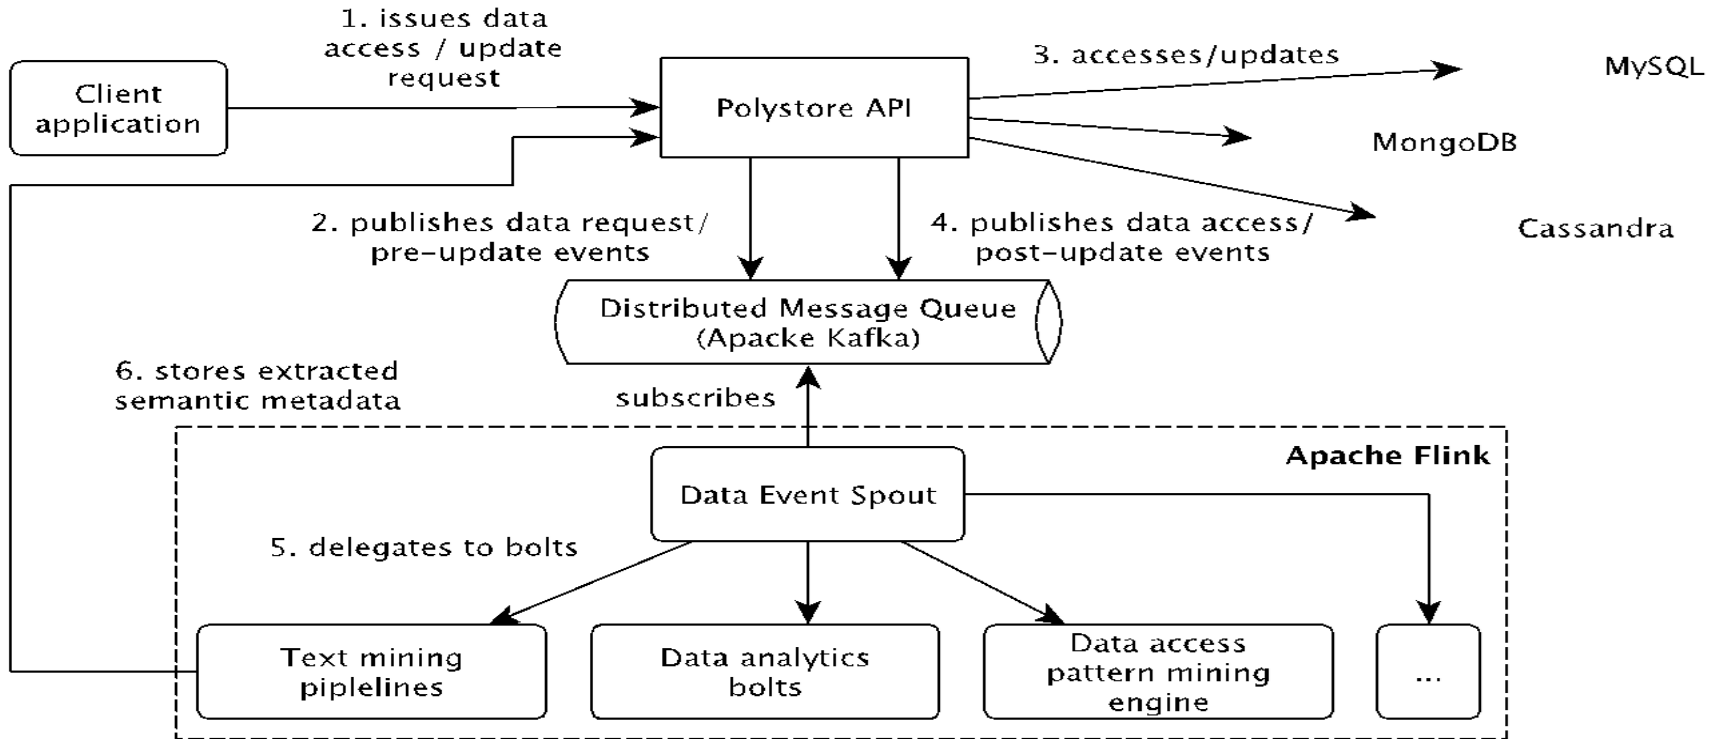 1. issues data
access / update
request
Client
application
Polystore API
3. accesses/updates
MySQL
MongoDB
Cassandra
2. publishes data request/
pre-update events
4. publishes data access/
post-update events
Distributed Message Queue
(Apacke Kafka)
6. stores extracted
semantic metadata
subscribes
Apache Flink
Data Event Spout
5. delegates to bolts
Text mining
piplelines
Data analytics
bolts
Data access
pattern mining
engine
...